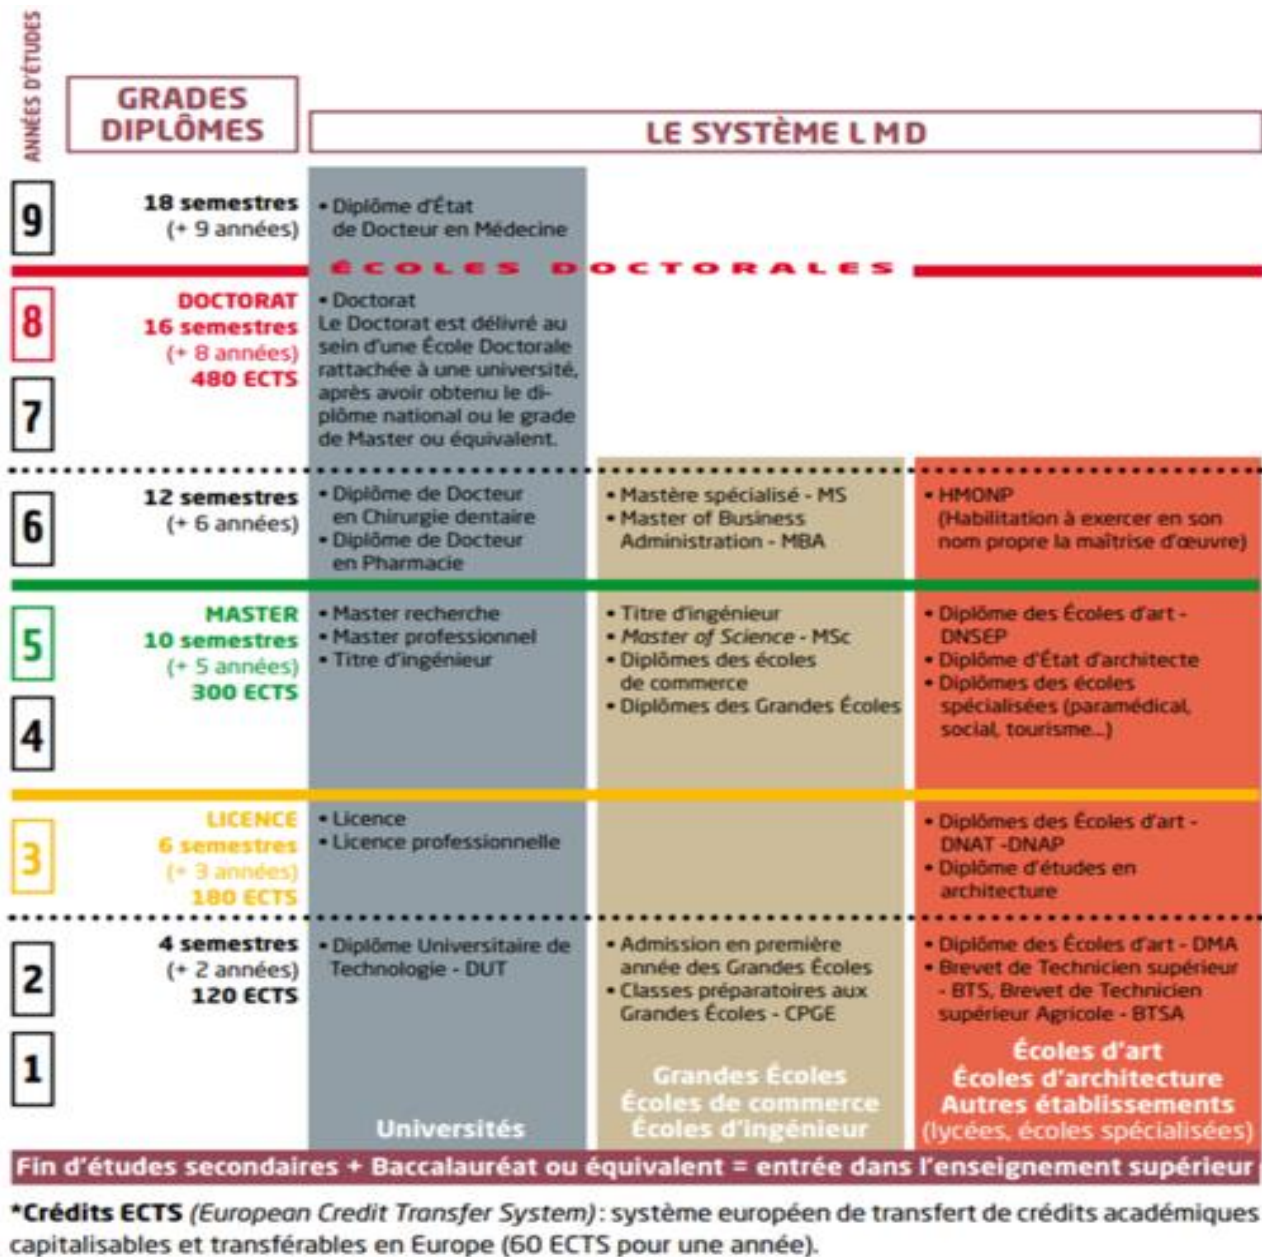 ANNÉES D'ÉTUDES
GRADES
DIPLÔMES
LE SYSTÈME L M D
9
18 semestres
(+ 9 années)
• Diplôme d'État
de Docteur en Médecine
ÉCOLES DOCTORALES
8
7
DOCTORAT
16 semestres
(+ 8 années)
480 ECTS
• Doctorat
Le Doctorat est délivré au
sein d'une École Doctorale
rattachée à une université,
après avoir obtenu le di-
plôme national ou le grade
de Master ou équivalent.
6
12 semestres
(+ 6 années)
• Diplôme de Docteur
en Chirurgie dentaire
• Diplôme de Docteur
en Pharmacie
• Mastère spécialisé - MS
• Master of Business
Administration - MBA
• HMONP
(Habilitation à exercer en son
nom propre la maîtrise d'œuvre)
5
4
MASTER
10 semestres
(+ 5 années)
300 ECTS
• Master recherche
• Master professionnel
• Titre d'ingénieur
• Titre d'ingénieur
• Master of Science - MSc
• Diplômes des écoles
de commerce
• Diplômes des Grandes Écoles
• Diplôme des Écoles d'art -
DNSEP
• Diplôme d'État d'architecte
• Diplômes des écoles
spécialisées (paramédical,
social, tourisme...)
3
LICENCE
6 semestres
(+ 3 années)
180 ECTS
• Licence
• Licence professionnelle
• Diplômes des Écoles d'art -
DNAT -DNAP
• Diplôme d'études en
architecture
2
1
4 semestres
(+ 2 années)
120 ECTS
• Diplôme Universitaire de
Technologie - DUT
• Admission en première
année des Grandes Écoles
• Classes préparatoires aux
Grandes Écoles - CPGE
• Diplôme des Écoles d'art - DMA
• Brevet de Technicien supérieur
- BTS, Brevet de Technicien
supérieur Agricole - BTSA
Universités
Grandes Écoles
Écoles de commerce
Écoles d'ingénieur
Écoles d'art
Écoles d'architecture
Autres établissements
(lycées, écoles spécialisées)
Fin d'études secondaires + Baccalauréat ou équivalent = entrée dans l'enseignement supérieur
*Crédits ECTS (European Credit Transfer System) : système européen de transfert de crédits académiques
capitalisables et transférables en Europe (60 ECTS pour une année).